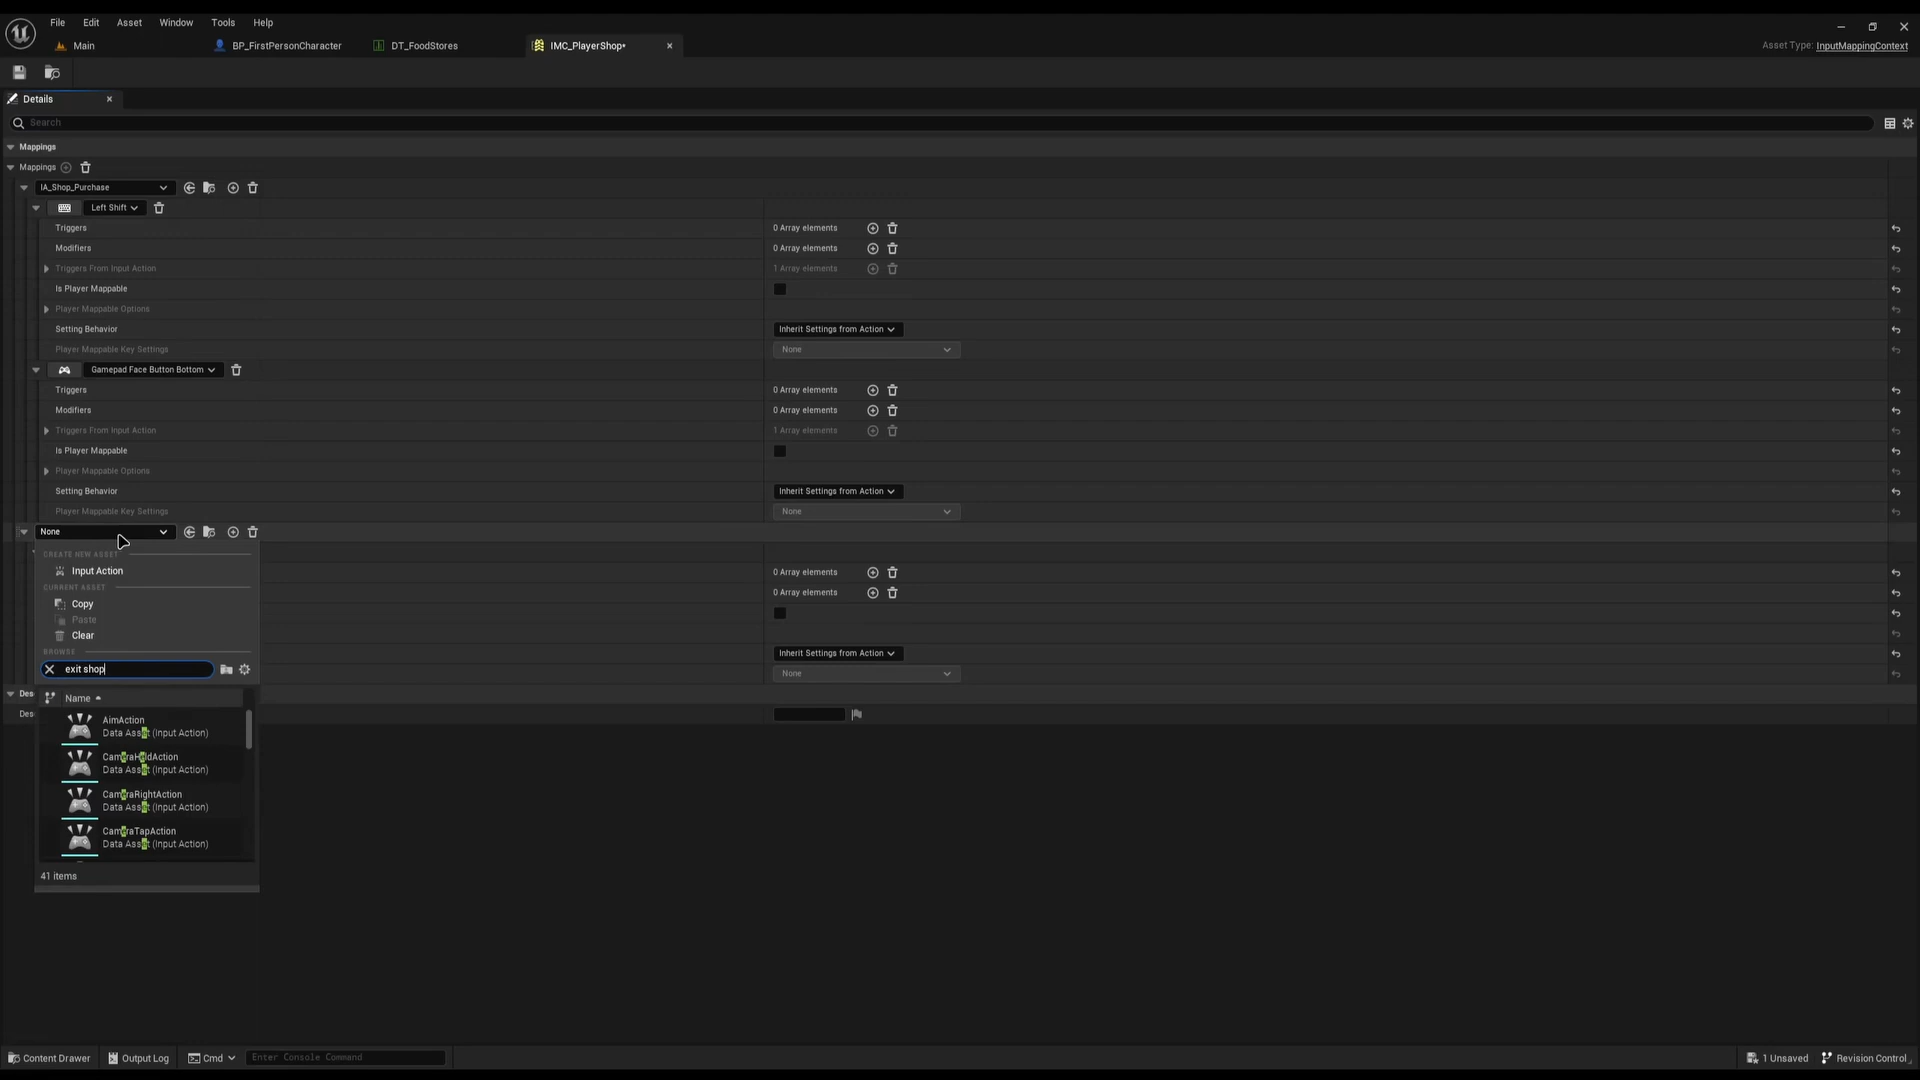 File Edit Asset Window Tools Help
Main BP_FirstPersonCharacter DT_FoodStores IMC_PlayerShop*
Asset Type: InputMappingContext
Details
Search
Mappings
Mappings
IA_Shop_Purchase
Left Shift
Triggers 0 Array elements
Modifiers 0 Array elements
Triggers From Input Action 1 Array elements
Is Player Mappable
Player Mappable Options
Setting Behavior Inherit Settings from Action
Player Mappable Key Settings None
Gamepad Face Button Bottom
Triggers 0 Array elements
Modifiers 0 Array elements
Triggers From Input Action 1 Array elements
Is Player Mappable
Player Mappable Options
Setting Behavior Inherit Settings from Action
Player Mappable Key Settings None
None
CREATE NEW ASSET
Input Action 0 Array elements
CURRENT ASSET
0 Array elements
Copy
Paste
Clear
BROWSE Inherit Settings from Action
exit shop None
Des
Name
Des
AimAction
Data Asset (Input Action)
CameraHoldAction
Data Asset (Input Action)
CameraRightAction
Data Asset (Input Action)
CameraTapAction
Data Asset (Input Action)
41 items
Content Drawer Output Log Cmd Enter Console Command 1 Unsaved Revision Control